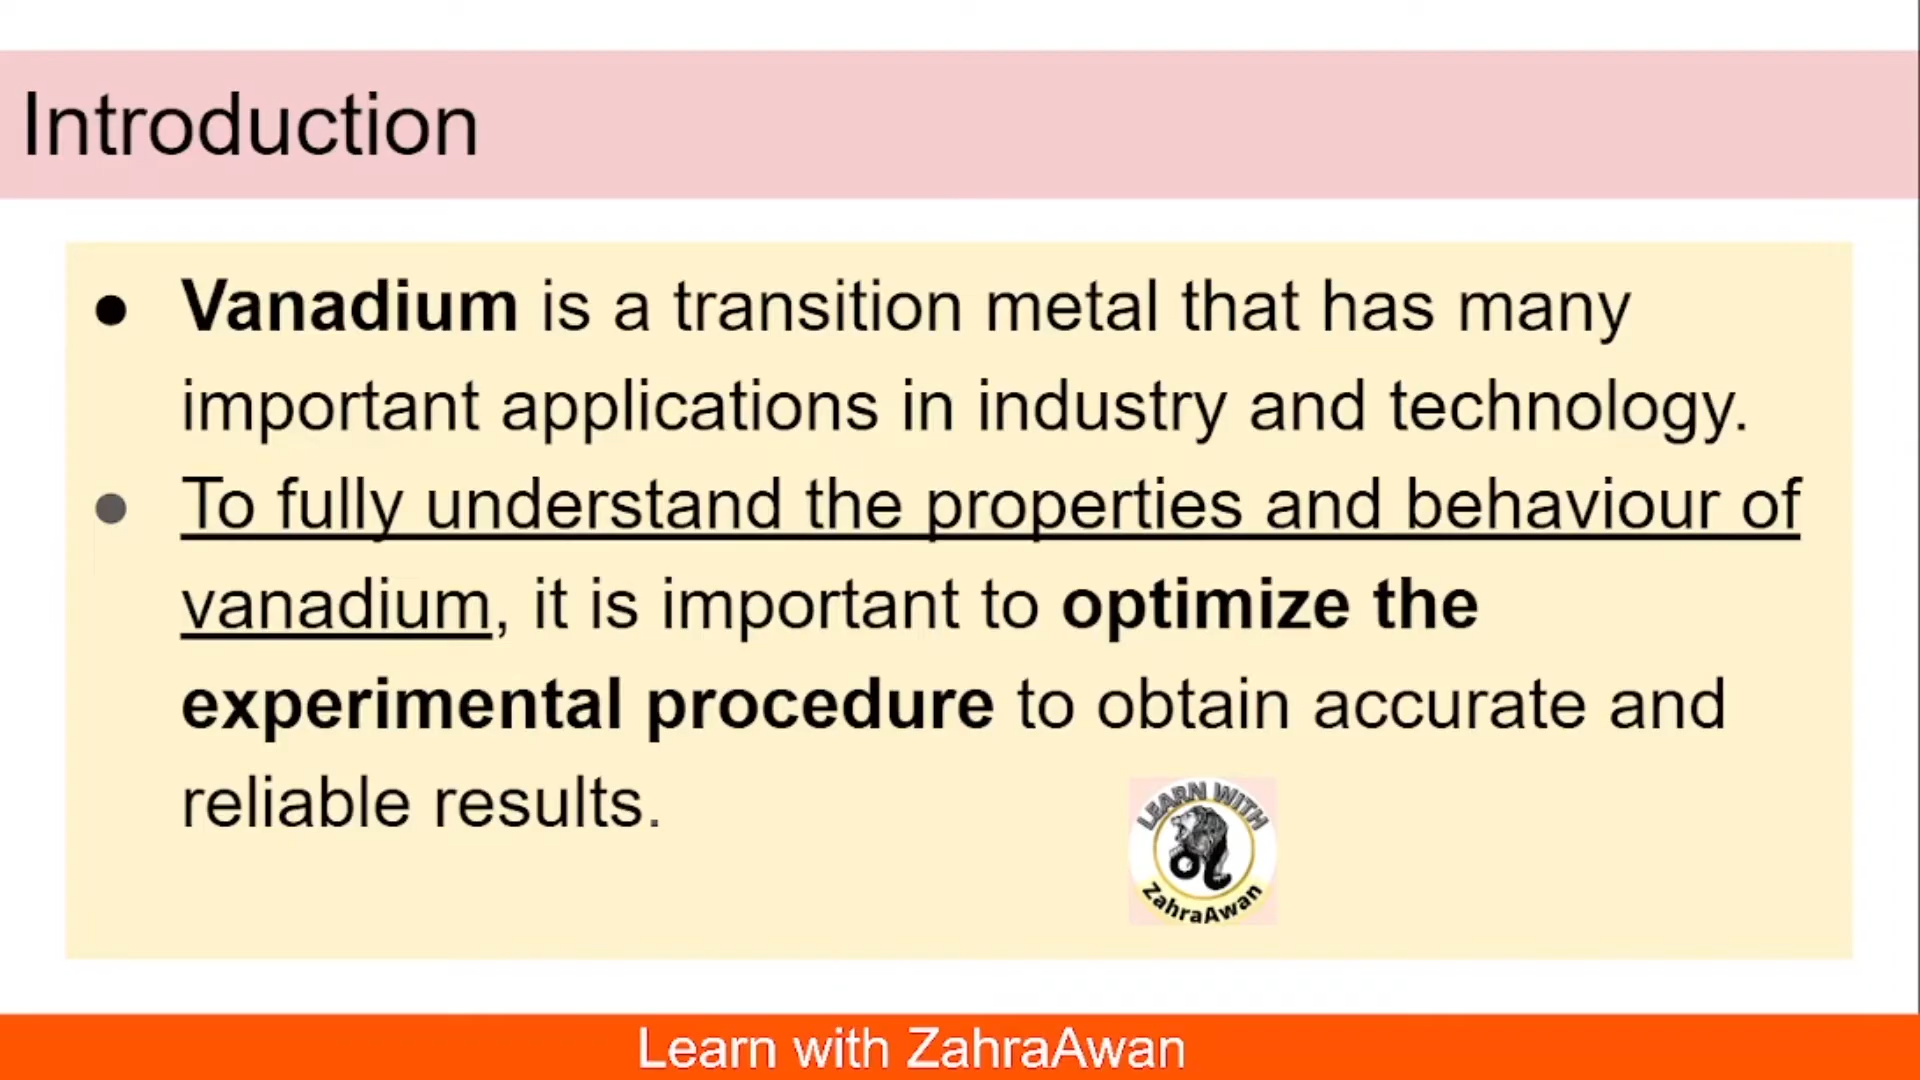 Introduction
● Vanadium is a transition metal that has many
important applications in industry and technology.
● To fully understand the properties and behaviour of
vanadium, it is important to optimize the
experimental procedure to obtain accurate and
reliable results.
LEARN WITH
ZahraAwan
Learn with ZahraAwan